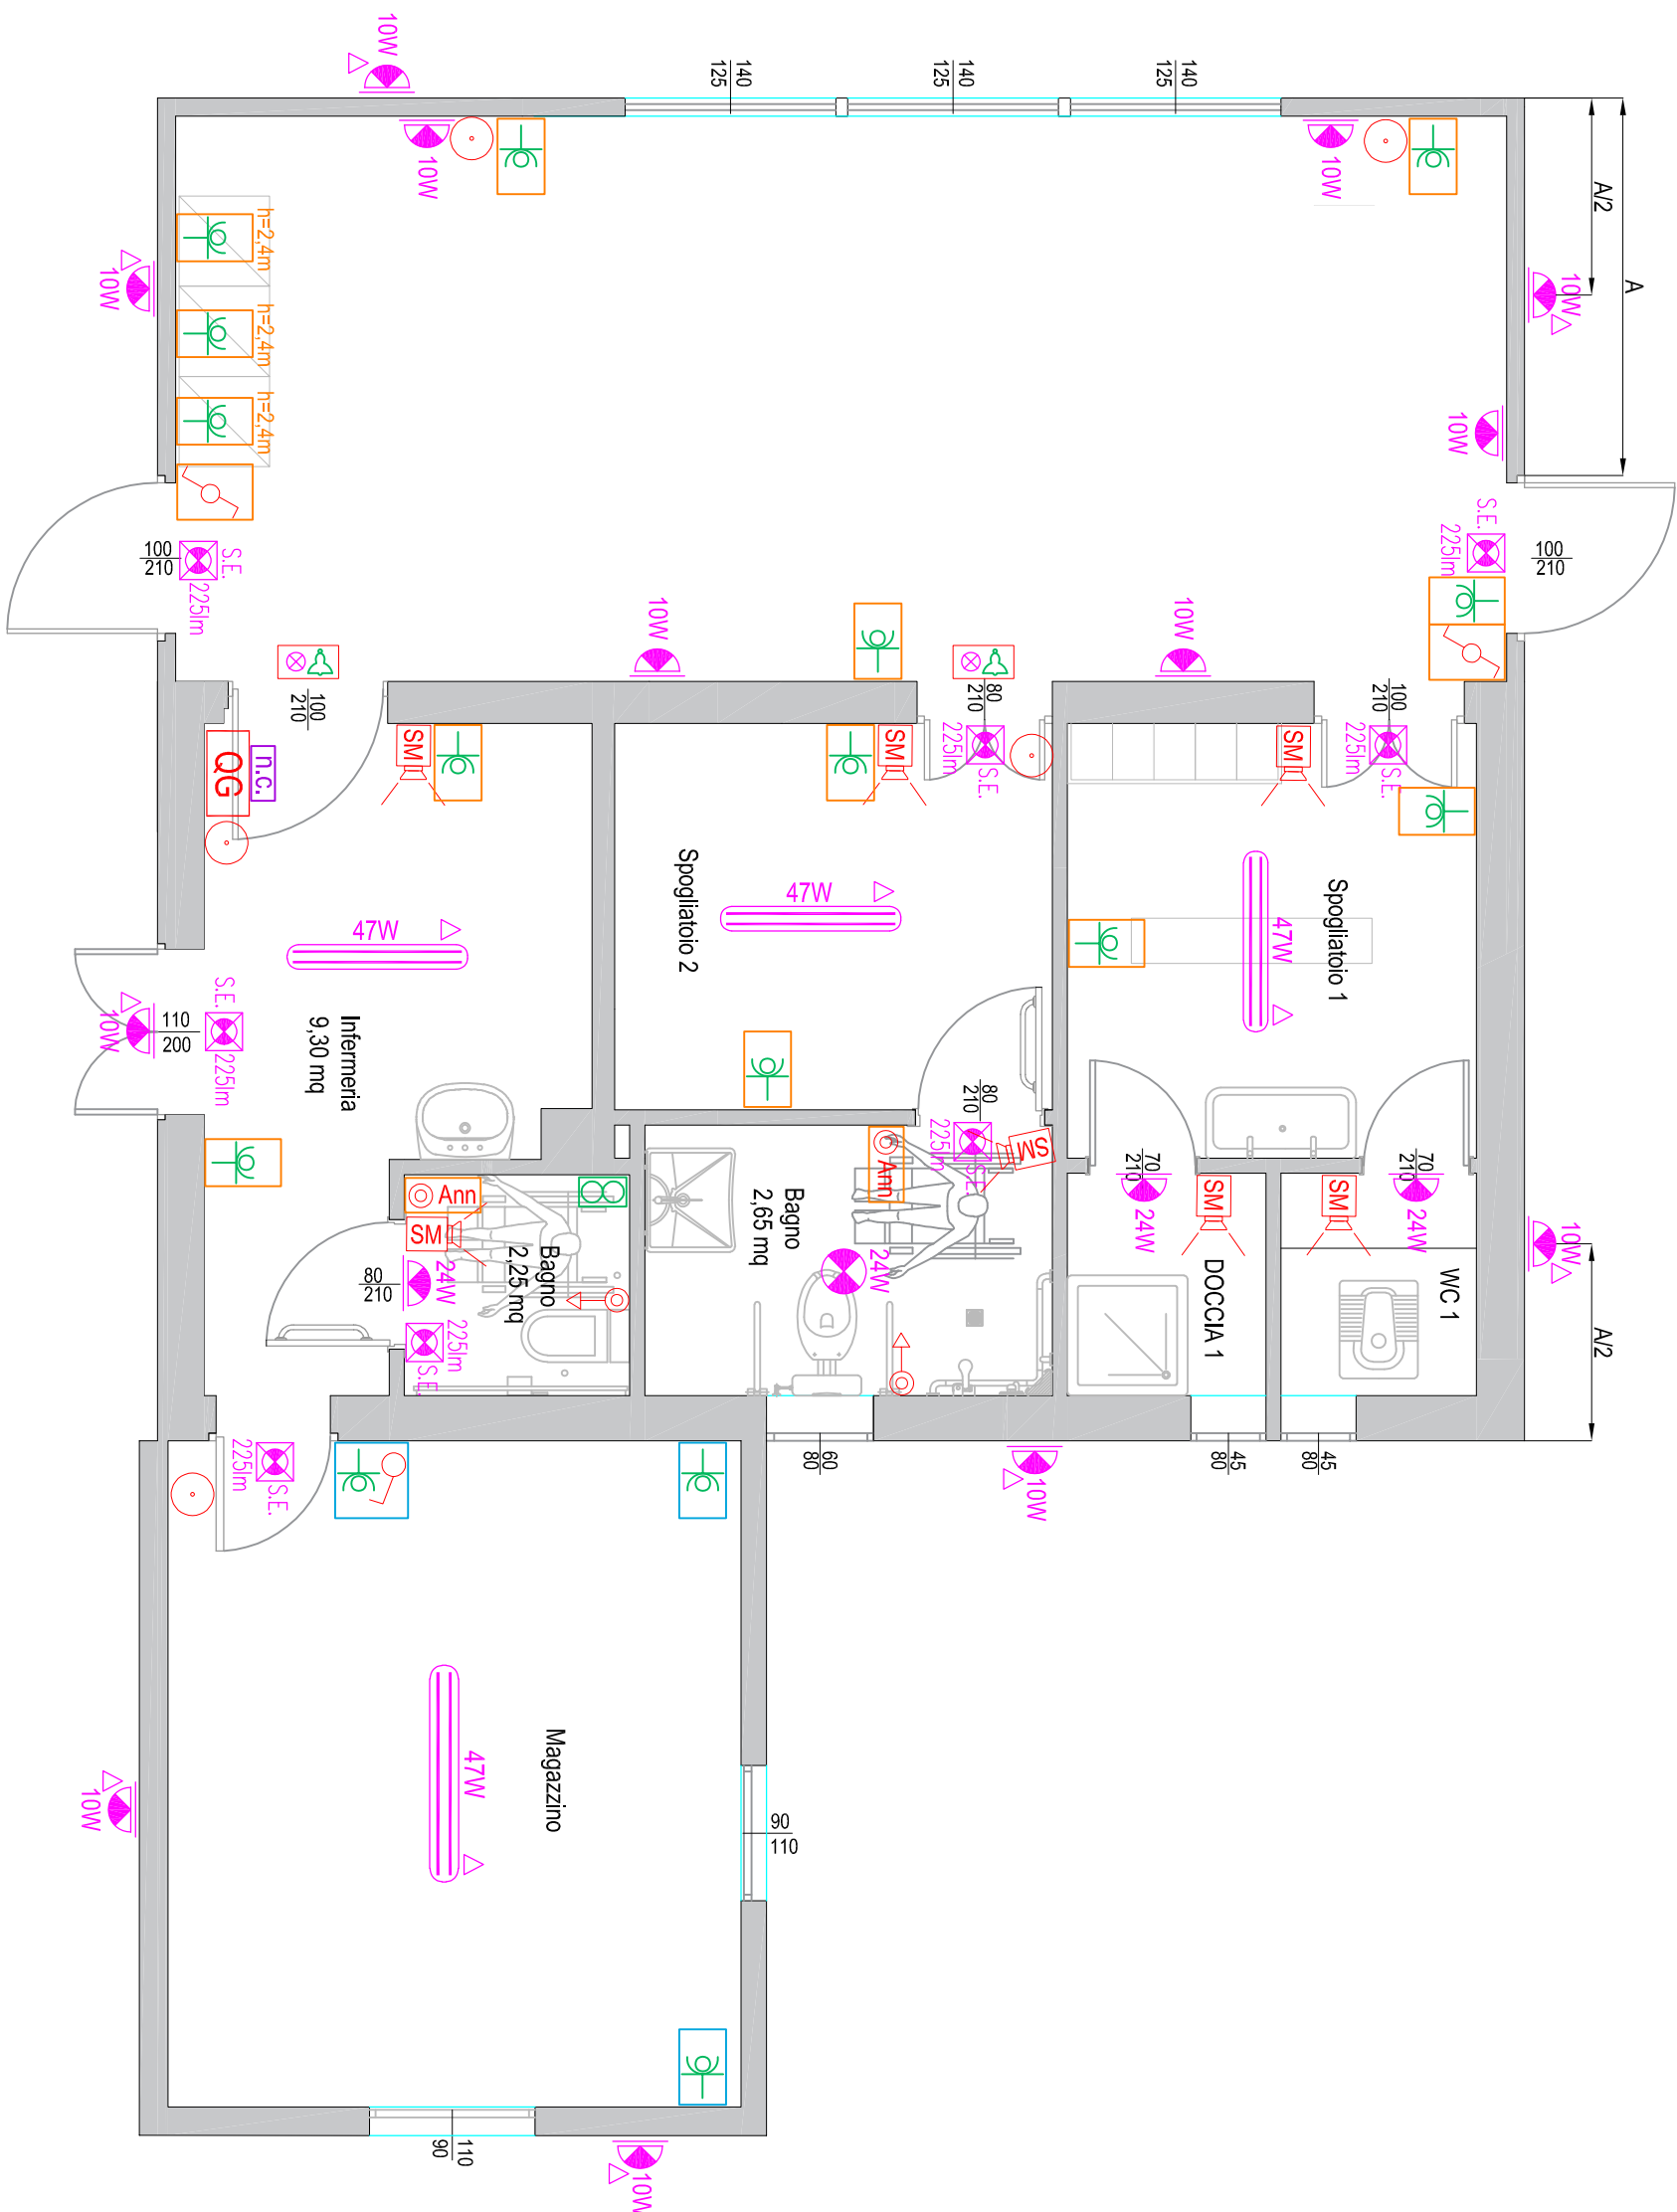 10W
140
125
140
125
140
125
10W
10W
A/2
A
h=2,4m
h=2,4m
h=2,4m
10W
10W
10W
S.E.
225lm
100
210
S.E.
225lm
100
210
10W
10W
100
210
80
210
100
210
225lm
S.E.
225lm
S.E.
SM
SM
SM
QG
n.c.
47W
Spogliatoio 2
47W
Spogliatoio 1
47W
Infermeria
9,30 mq
10W
110
200
S.E.
225lm
80
210
225lm
S.E.
SM
Ann
Ann
SM
Bagno
2,65 mq
24W
Bagno
2,25 mq
24W
80
210
225lm
S.E.
70
210
24W
SM
70
210
24W
SM
DOCCIA 1
WC 1
10W
A/2
225lm
S.E.
60
80
45
80
45
80
10W
Magazzino
47W
90
110
10W
110
90
10W